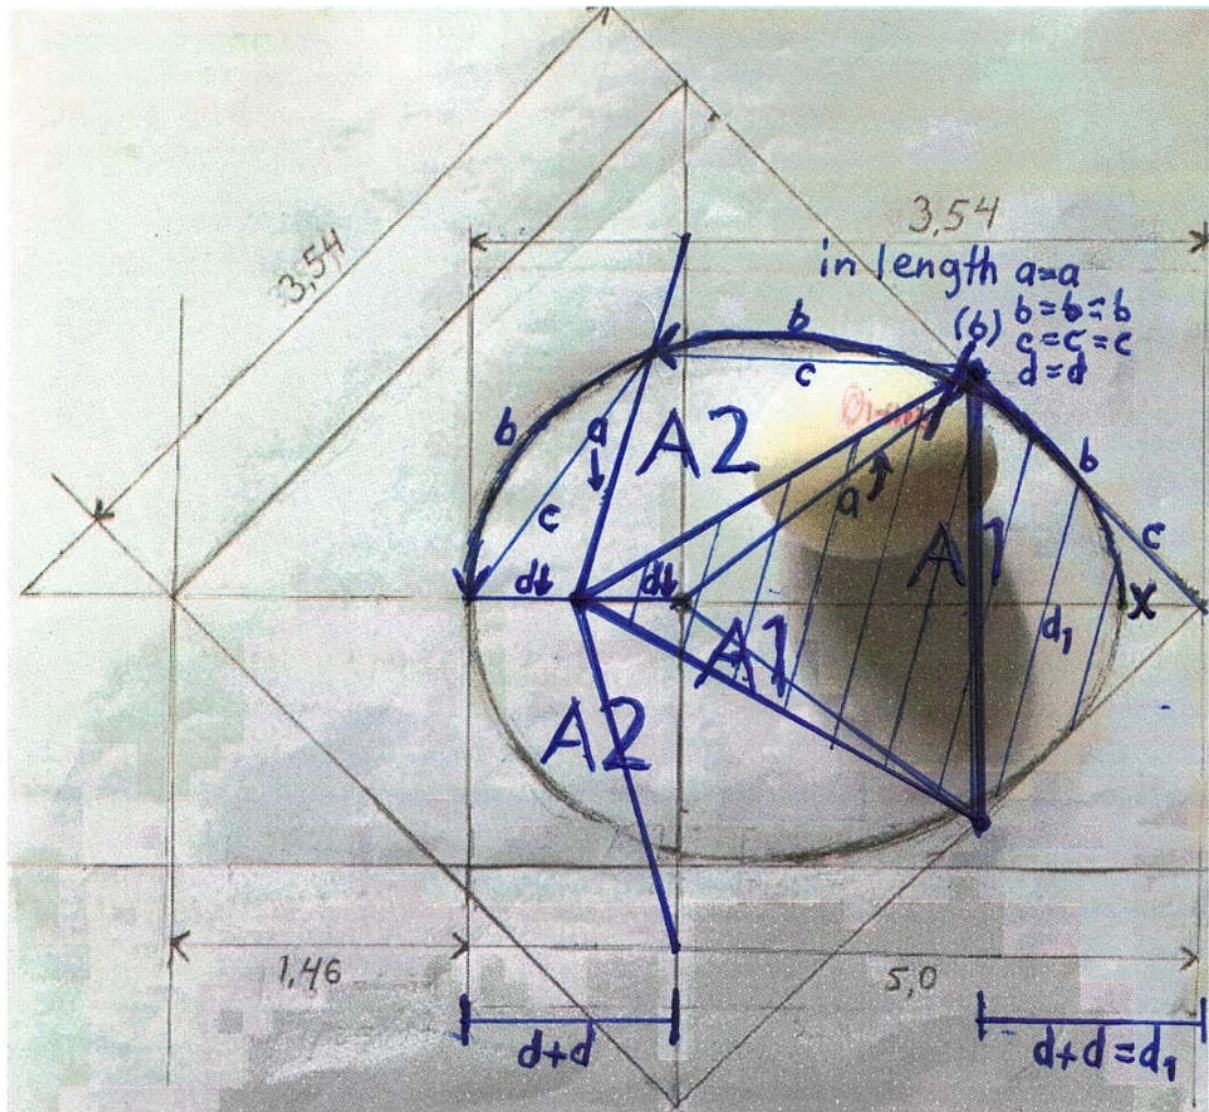 3,54
3,54
in length a=a
(b) b=b=b
c=c=c
d=d
b
c
b
a
A2
c
a
b
c
A1
d
d
A1
d₁
X
A2
1,46
5,0
d+d
d+d=d₁